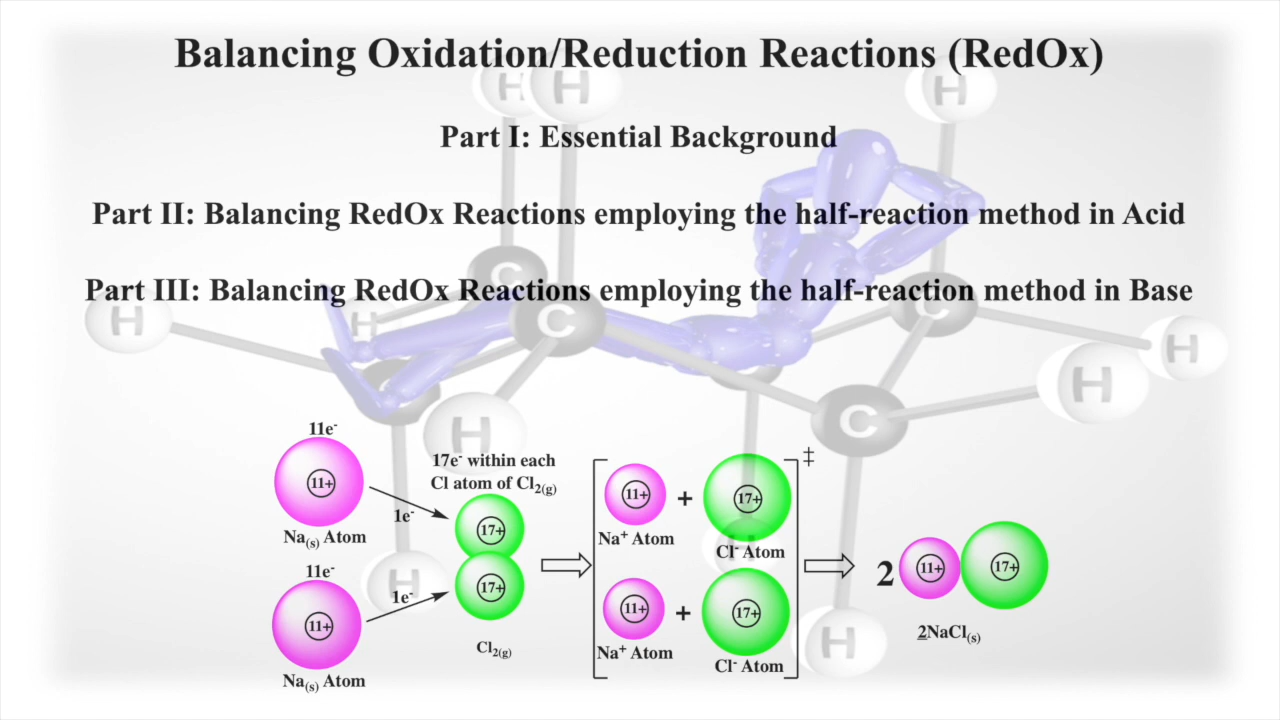 Balancing Oxidation/Reduction Reactions (RedOx)
Part I: Essential Background
Part II: Balancing RedOx Reactions employing the half-reaction method in Acid
Part III: Balancing RedOx Reactions employing the half-reaction method in Base
H
H
H
H
H
H
H
H
H
H
H
H
C
C
C
C
11e⁻
11+
Na₍ₛ₎ Atom
1e⁻
11e⁻
11+
Na₍ₛ₎ Atom
1e⁻
17e⁻ within each
Cl atom of Cl₂(g)
17+
17+
Cl₂(g)
11+
+
17+
Na⁺ Atom
Cl⁻ Atom
11+
+
17+
Na⁺ Atom
Cl⁻ Atom
‡
2
11+
17+
2NaCl₍ₛ₎